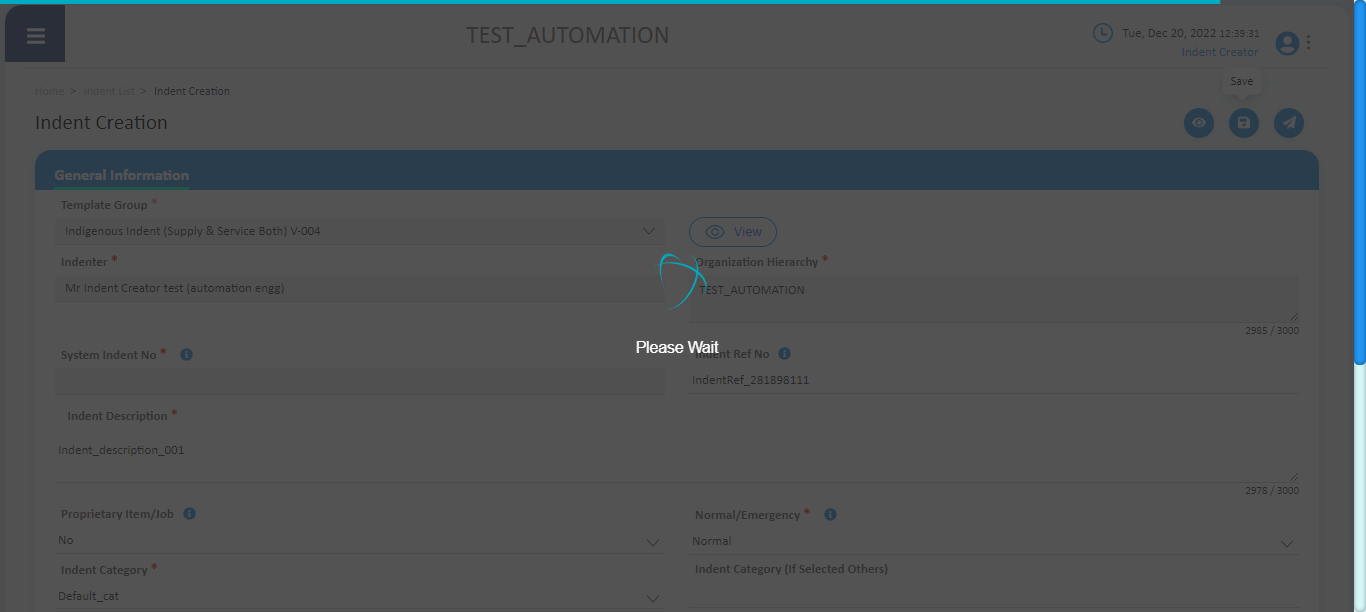 TEST_AUTOMATION
Tue, Dec 20, 2022 12:39:31
Indent Creator
Home > Indent List > Indent Creation
Save
Indent Creation
General Information
Template Group *
Indigenous Indent (Supply & Service Both) V-004
View
Indenter *
Organization Hierarchy *
Mr Indent Creator test (automation engg)
TEST_AUTOMATION
2985 / 3000
Please Wait
System Indent No *
Indent Ref No
IndentRef_281898111
Indent Description *
Indent_description_001
2978 / 3000
Proprietary Item/Job
Normal/Emergency *
No
Normal
Indent Category *
Indent Category (If Selected Others)
Default_cat